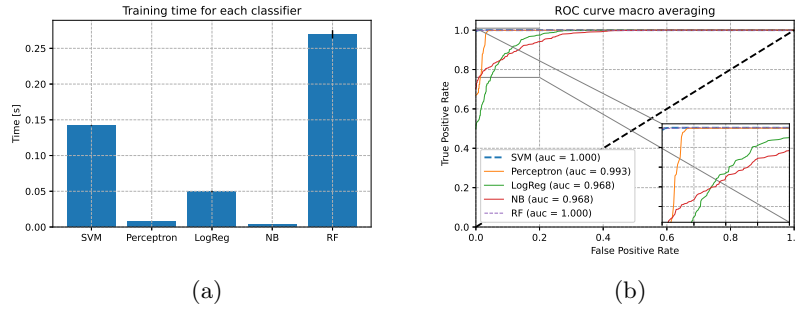 Training time for each classifier
Time [s]
0.25
0.20
0.15
0.10
0.05
0.00
SVM Perceptron LogReg NB RF
(a)
ROC curve macro averaging
True Positive Rate
1.0
0.8
0.6
0.4
0.2
0.0
SVM (auc = 1.000)
Perceptron (auc = 0.993)
LogReg (auc = 0.968)
NB (auc = 0.968)
RF (auc = 1.000)
0.0 0.2 0.4 0.6 0.8 1.
False Positive Rate
(b)